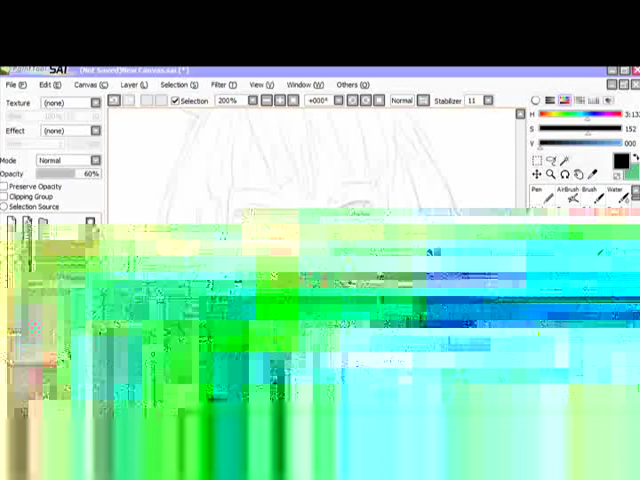 PaintTool SAI (Not Saved)New Canvas.sai (*)
File (F) Edit (E) Canvas (C) Layer (L) Selection (S) Filter (T) View (V) Window (W) Others (O)
Texture (none)
Selection 200% +000° Normal Stabilizer 11
Effect (none)
H
S 152
V 000
Mode Normal
Opacity 60%
Preserve Opacity
Clipping Group
Selection Source
Pen AirBrush Brush Water